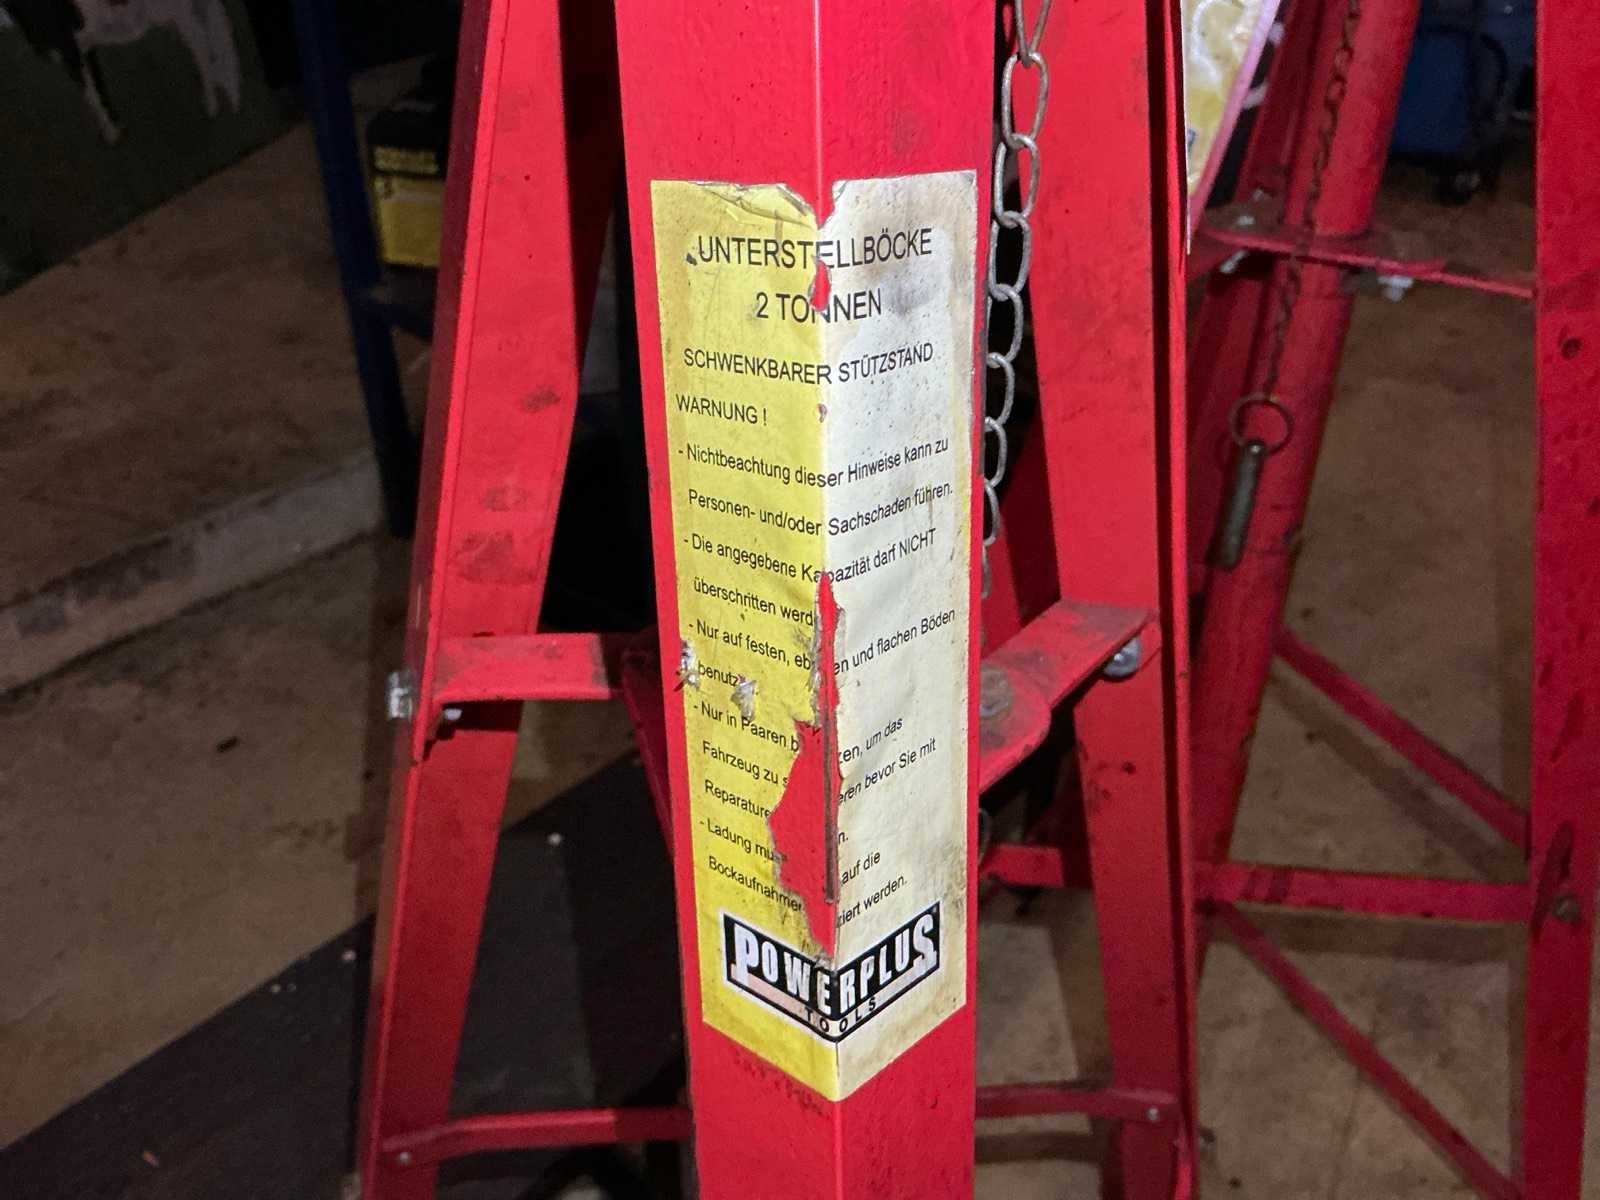 UNTERSTELLBÖCKE
2 TONNEN
SCHWENKBARER STÜTZSTAND
WARNUNG !
- Nichtbeachtung dieser Hinweise kann zu
Personen- und/oder Sachschaden führen.
- Die angegebene Kapazität darf NICHT
überschritten
- Nur auf festen, und flachen Böden
- Nur in Paaren um das
Fahrzeug zu bevor Sie mit
- Ladung auf die
werden.
POWERPLUS
TOOLS